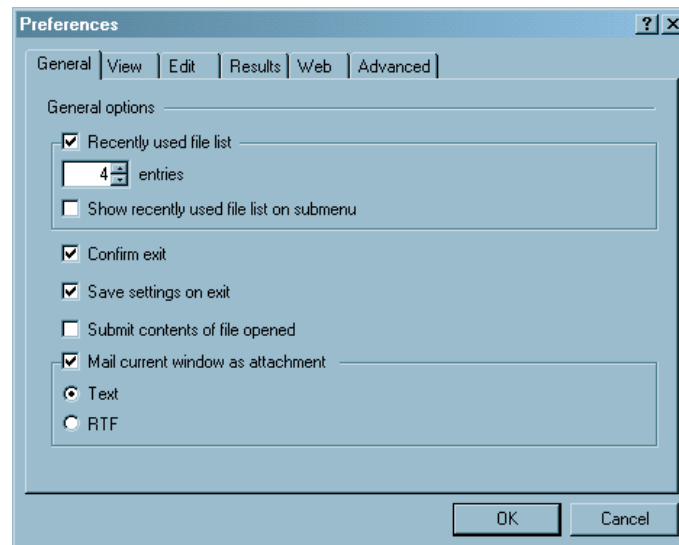 Preferences
General View Edit Results Web Advanced
General options
Recently used file list
4 entries
Show recently used file list on submenu
Confirm exit
Save settings on exit
Submit contents of file opened
Mail current window as attachment
Text
RTF
OK Cancel